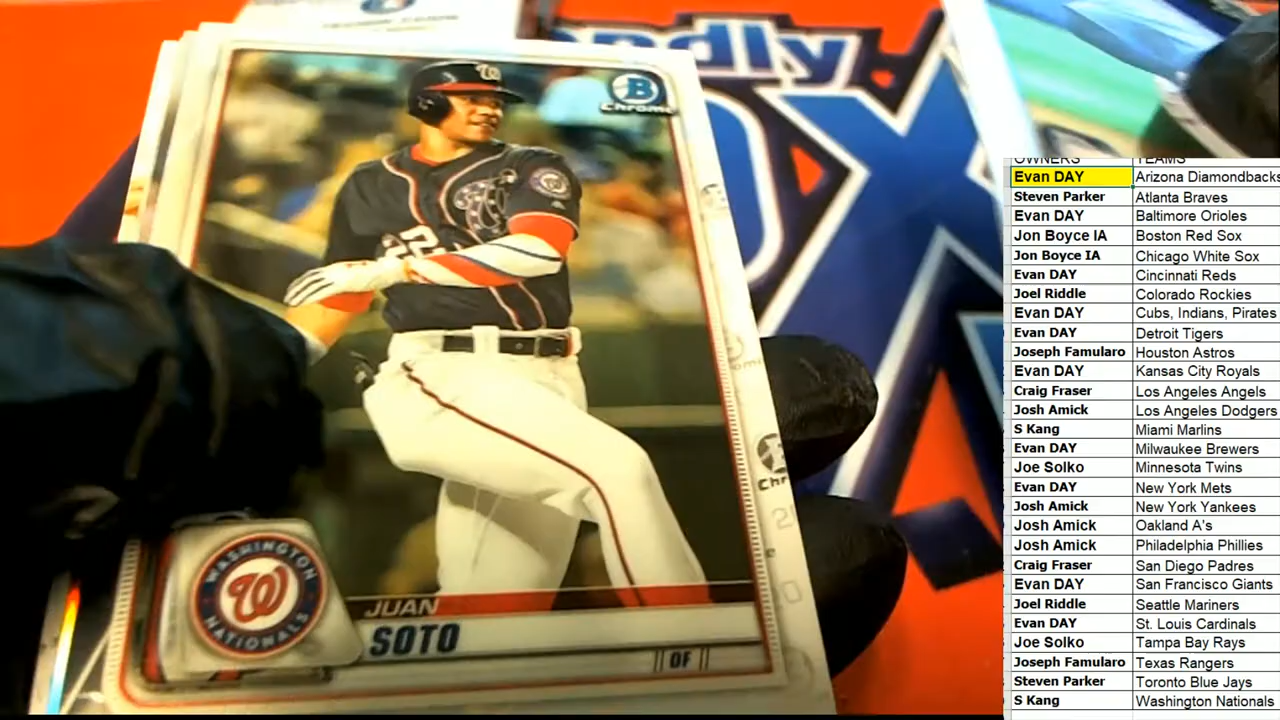 ndly
OX
B
Chrome
W
22
JUAN
SOTO
OF
WASHINGTON
W
NATIONALS
B
Chr
OWNERS TEAMS
Evan DAY Arizona Diamondbacks
Steven Parker Atlanta Braves
Evan DAY Baltimore Orioles
Jon Boyce IA Boston Red Sox
Jon Boyce IA Chicago White Sox
Evan DAY Cincinnati Reds
Joel Riddle Colorado Rockies
Evan DAY Cubs, Indians, Pirates
Evan DAY Detroit Tigers
Joseph Famularo Houston Astros
Evan DAY Kansas City Royals
Craig Fraser Los Angeles Angels
Josh Amick Los Angeles Dodgers
S Kang Miami Marlins
Evan DAY Milwaukee Brewers
Joe Solko Minnesota Twins
Evan DAY New York Mets
Josh Amick New York Yankees
Josh Amick Oakland A's
Josh Amick Philadelphia Phillies
Craig Fraser San Diego Padres
Evan DAY San Francisco Giants
Joel Riddle Seattle Mariners
Evan DAY St. Louis Cardinals
Joe Solko Tampa Bay Rays
Joseph Famularo Texas Rangers
Steven Parker Toronto Blue Jays
S Kang Washington Nationals